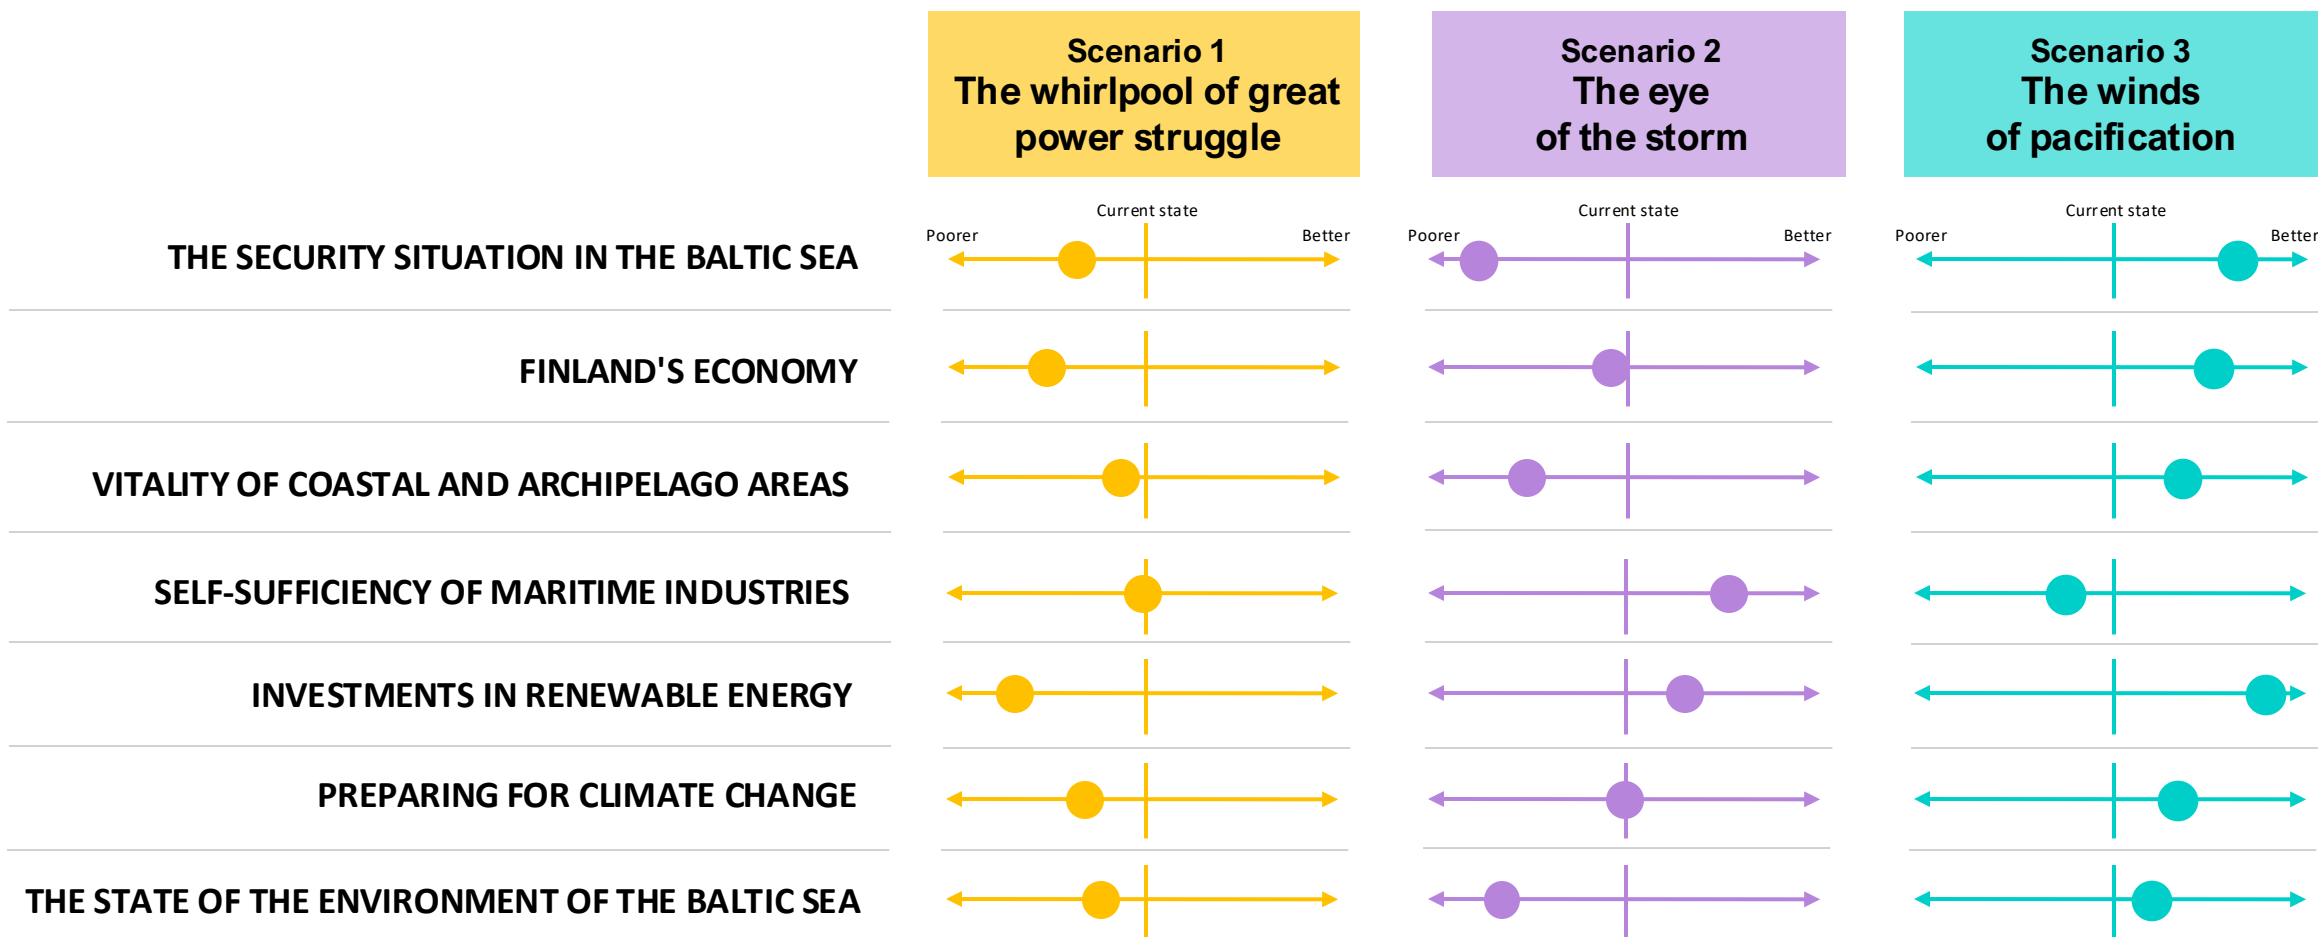 Scenario 1
The whirlpool of great
power struggle
Scenario 2
The eye
of the storm
Scenario 3
The winds
of pacification
Current state
Poorer
Better
Current state
Poorer
Better
Current state
Poorer
Better
THE SECURITY SITUATION IN THE BALTIC SEA
FINLAND'S ECONOMY
VITALITY OF COASTAL AND ARCHIPELAGO AREAS
SELF-SUFFICIENCY OF MARITIME INDUSTRIES
INVESTMENTS IN RENEWABLE ENERGY
PREPARING FOR CLIMATE CHANGE
THE STATE OF THE ENVIRONMENT OF THE BALTIC SEA